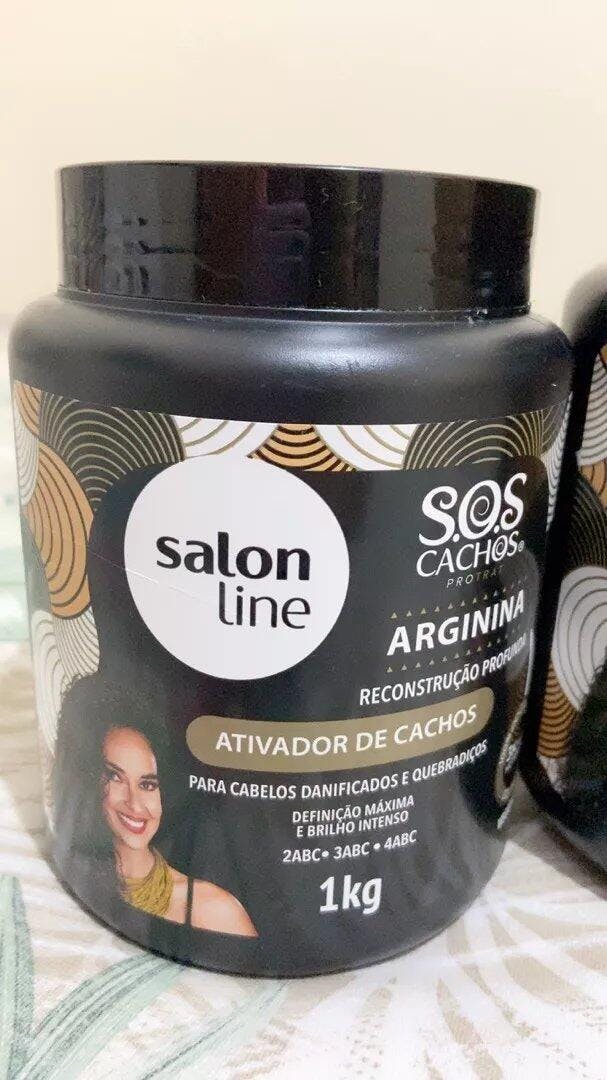 salon
line
S.O.S
CACHOS®
PROTRAT
ARGININA
RECONSTRUÇÃO PROFUNDA
ATIVADOR DE CACHOS
PARA CABELOS DANIFICADOS E QUEBRADIÇOS
DEFINIÇÃO MÁXIMA
E BRILHO INTENSO
2ABC • 3ABC • 4ABC
1kg